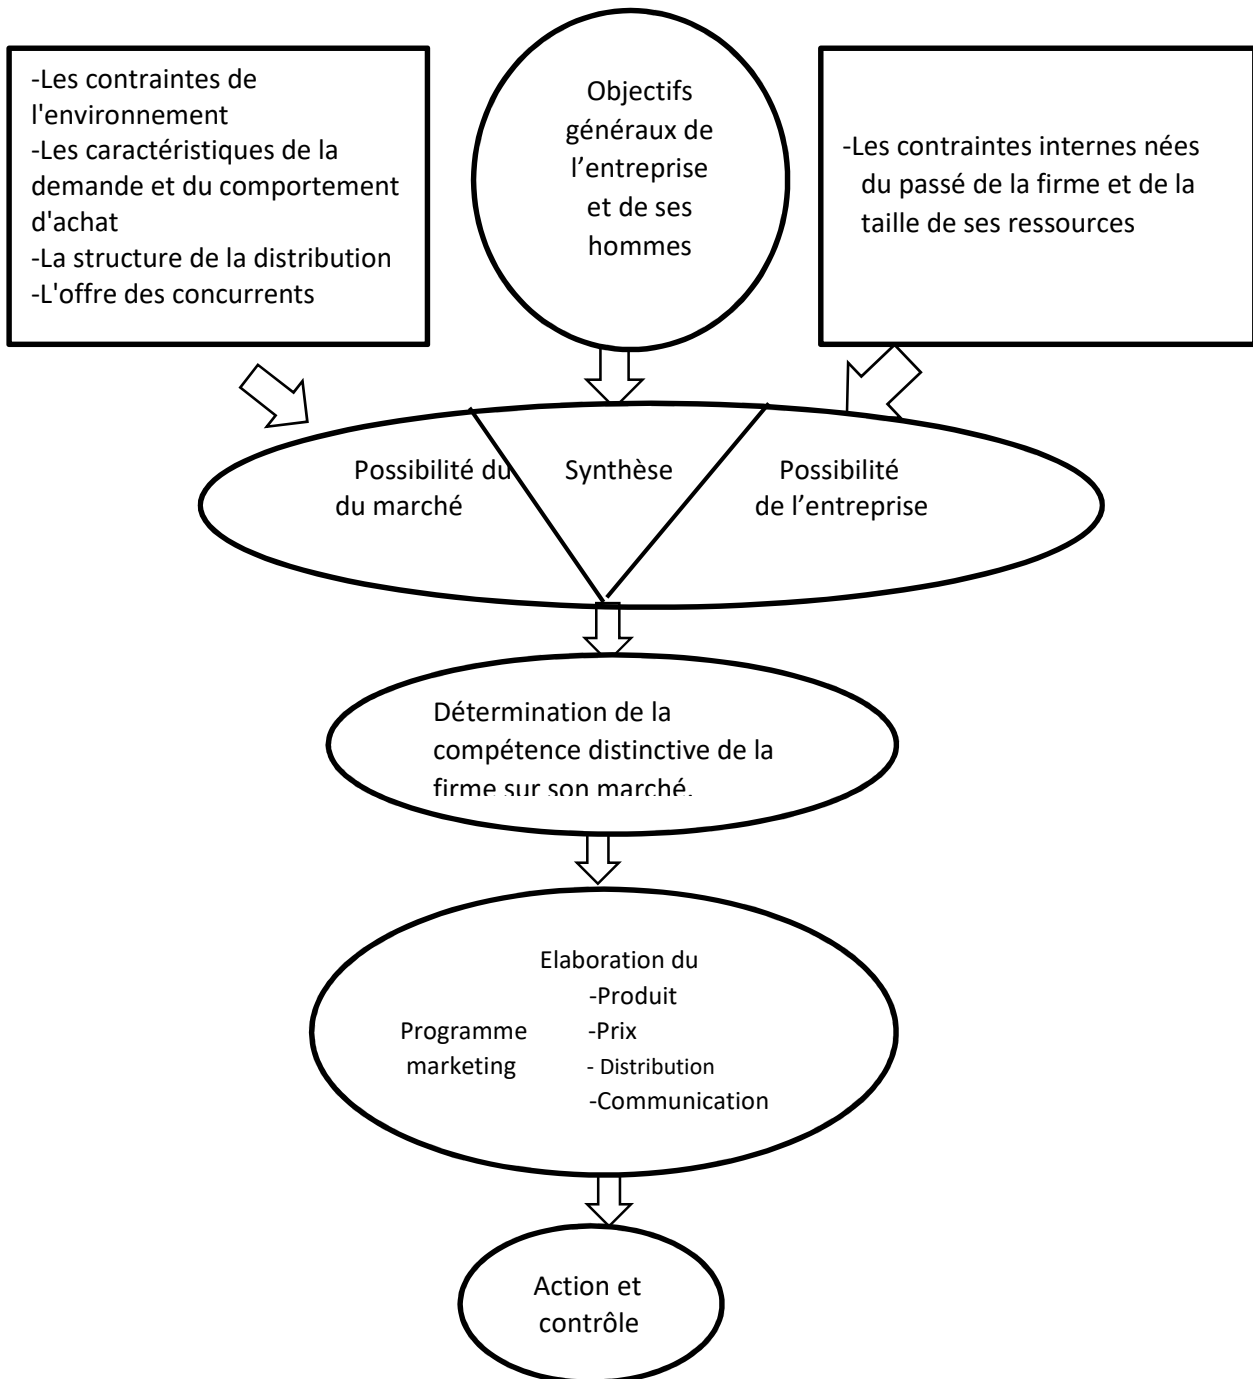 -Les contraintes de
l'environnement
-Les caractéristiques de la
demande et du comportement
d'achat
-La structure de la distribution
-L'offre des concurrents
Objectifs
généraux de
l’entreprise
et de ses
hommes
-Les contraintes internes nées
du passé de la firme et de la
taille de ses ressources
Possibilité du
du marché
Synthèse
Possibilité
de l’entreprise
Détermination de la
compétence distinctive de la
firme sur son marché.
Elaboration du
-Produit
Programme
-Prix
marketing
- Distribution
-Communication
Action et
contrôle